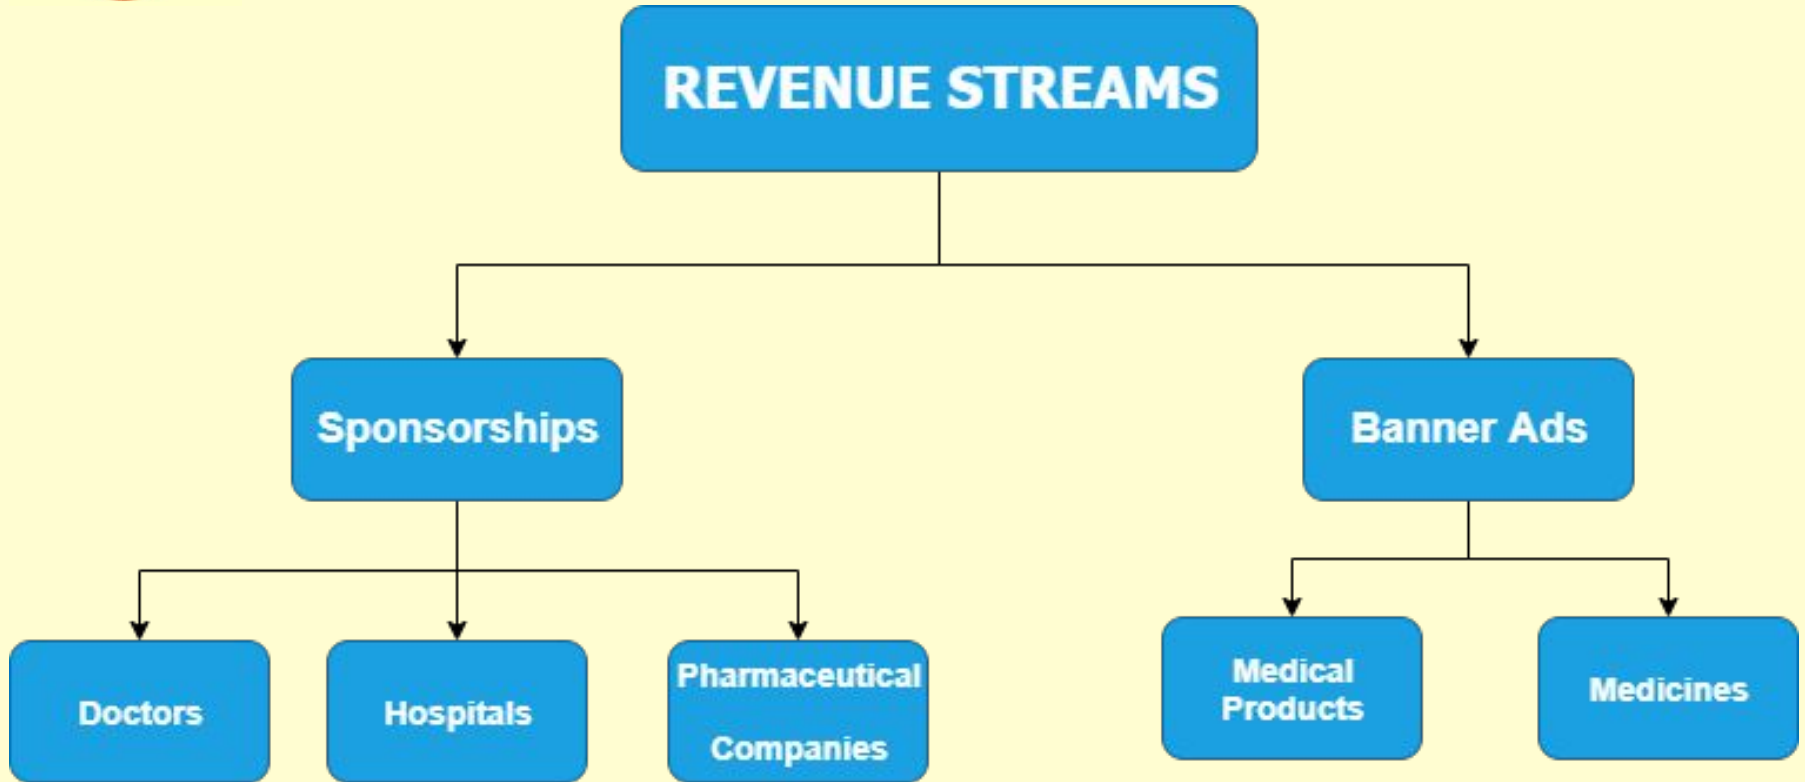 REVENUE STREAMS
Sponsorships
Banner Ads
Doctors
Hospitals
Pharmaceutical
Companies
Medical
Products
Medicines